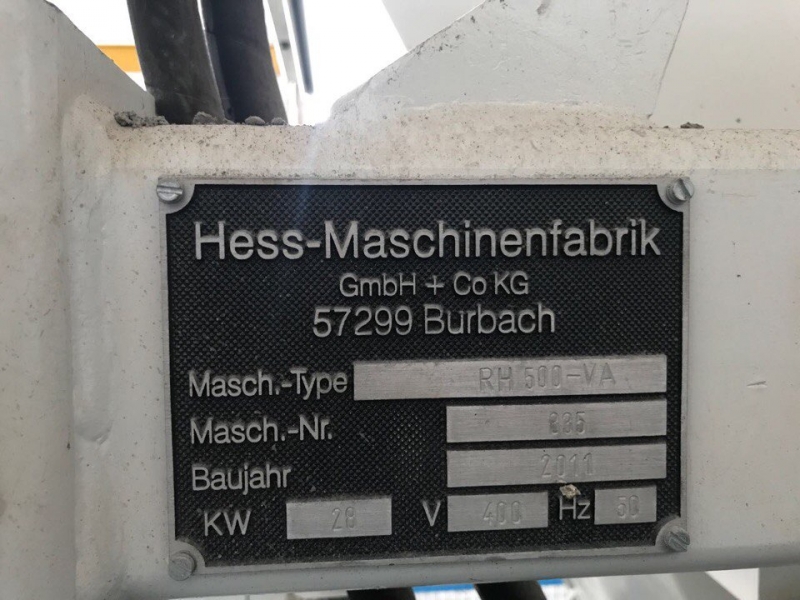 Hess-Maschinenfabrik
GmbH + Co KG
57299 Burbach
Masch.-Type RH 500-VA
Masch.-Nr.
Baujahr 2011
KW V 400 Hz 50